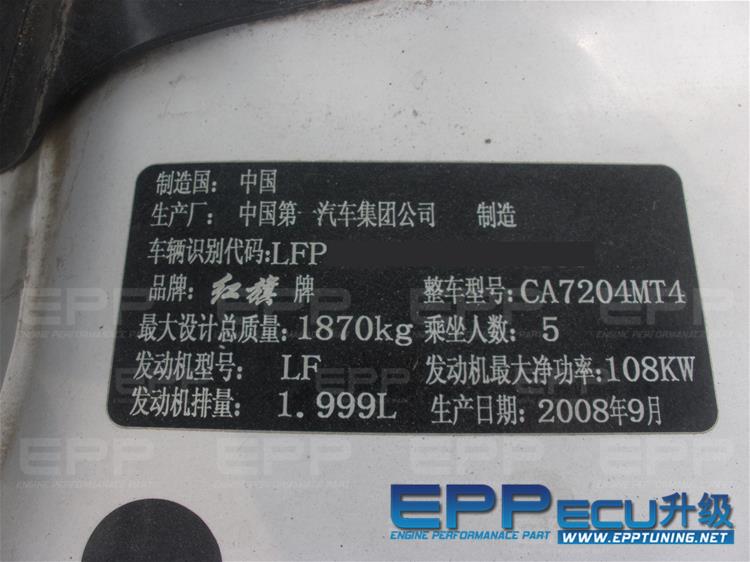 制造国: 中国
生产厂: 中国第一汽车集团公司 制造
车辆识别代码:LFP
品牌: 红旗 牌 整车型号: CA7204MT4
最大设计总质量: 1870kg 乘坐人数: 5
发动机型号: LF 发动机最大净功率: 108KW
发动机排量: 1.999L 生产日期: 2008年9月
EPP ECU升级
ENGINE PERFORMANACE PART WWW.EPPTUNING.NET